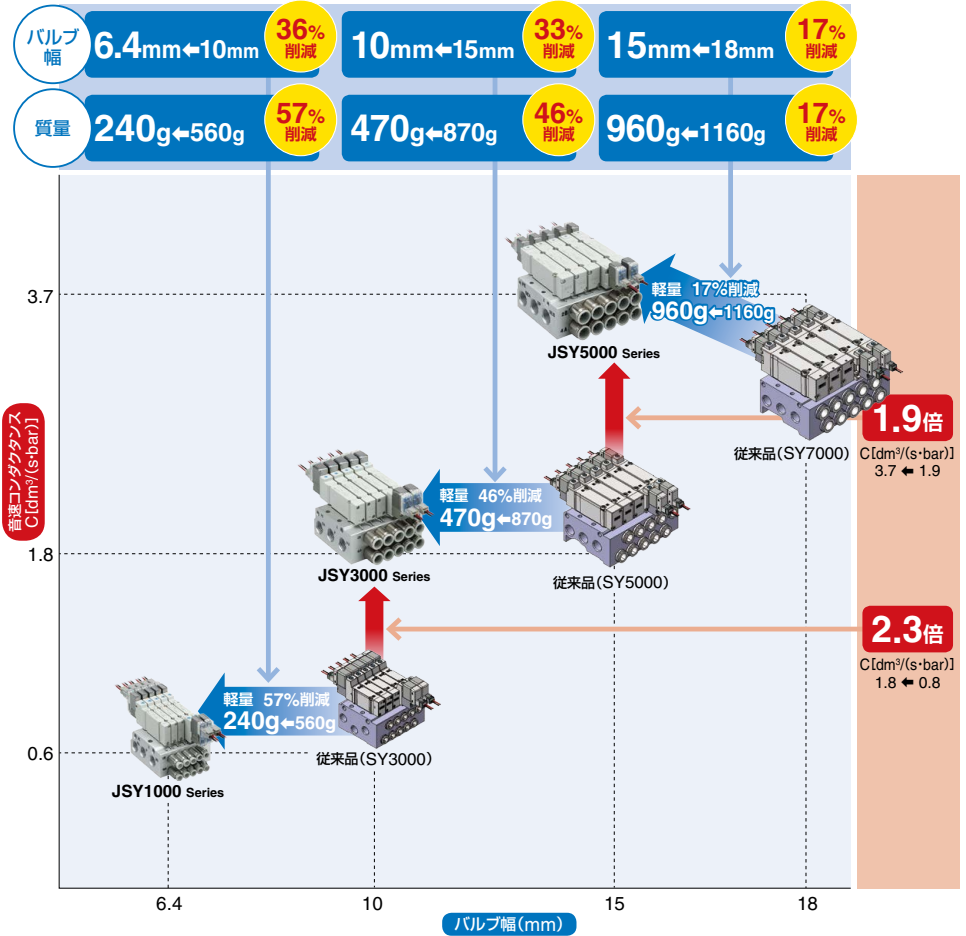 バルブ
幅
6.4mm←10mm
36%
削減
10mm←15mm
33%
削減
15mm←18mm
17%
削減
質量
240g←560g
57%
削減
470g←870g
46%
削減
960g←1160g
17%
削減
3.7
軽量 17%削減
960g←1160g
JSY5000 Series
従来品(SY7000)
1.9倍
C[dm³/(s·bar)]
3.7 ← 1.9
音速コンダクタンス
C[dm³/(s·bar)]
軽量 46%削減
470g←870g
1.8
JSY3000 Series
従来品(SY5000)
2.3倍
C[dm³/(s·bar)]
1.8 ← 0.8
軽量 57%削減
240g←560g
0.6
従来品(SY3000)
JSY1000 Series
6.4
10
15
18
バルブ幅(mm)